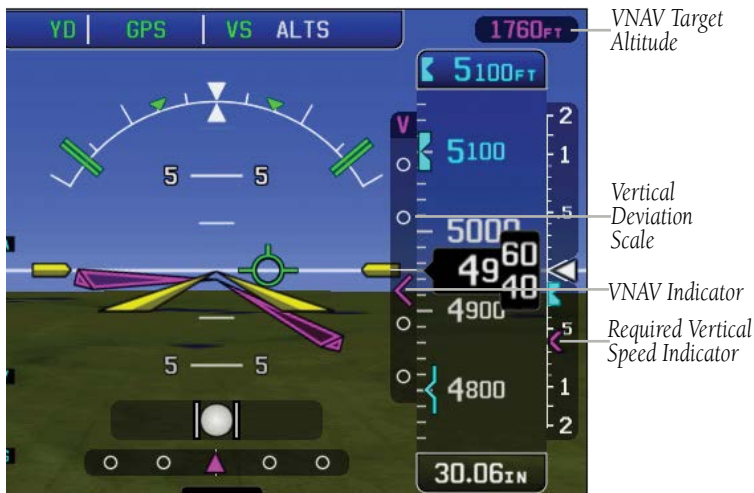 YD GPS VS ALTS
1760FT
VNAV Target
Altitude
5100FT
V
2
5100
1
5 5
.5
Vertical
Deviation
Scale
5000
49
60
40
VNAV Indicator
4900
.5
Required Vertical
Speed Indicator
5 5
4800
1
2
30.06IN